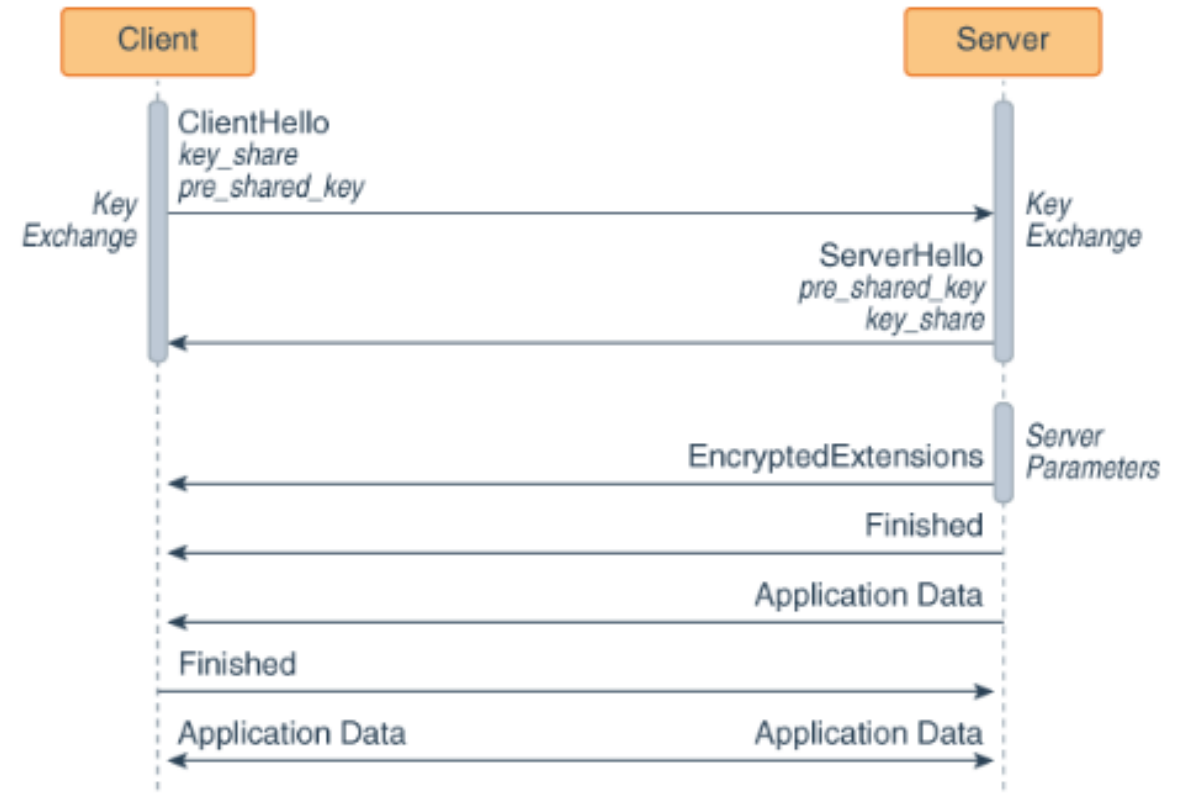 Client
Server
ClientHello
key_share
pre_shared_key
Key
Exchange
Key
Exchange
ServerHello
pre_shared_key
key_share
Server
Parameters
EncryptedExtensions
Finished
Application Data
Finished
Application Data
Application Data